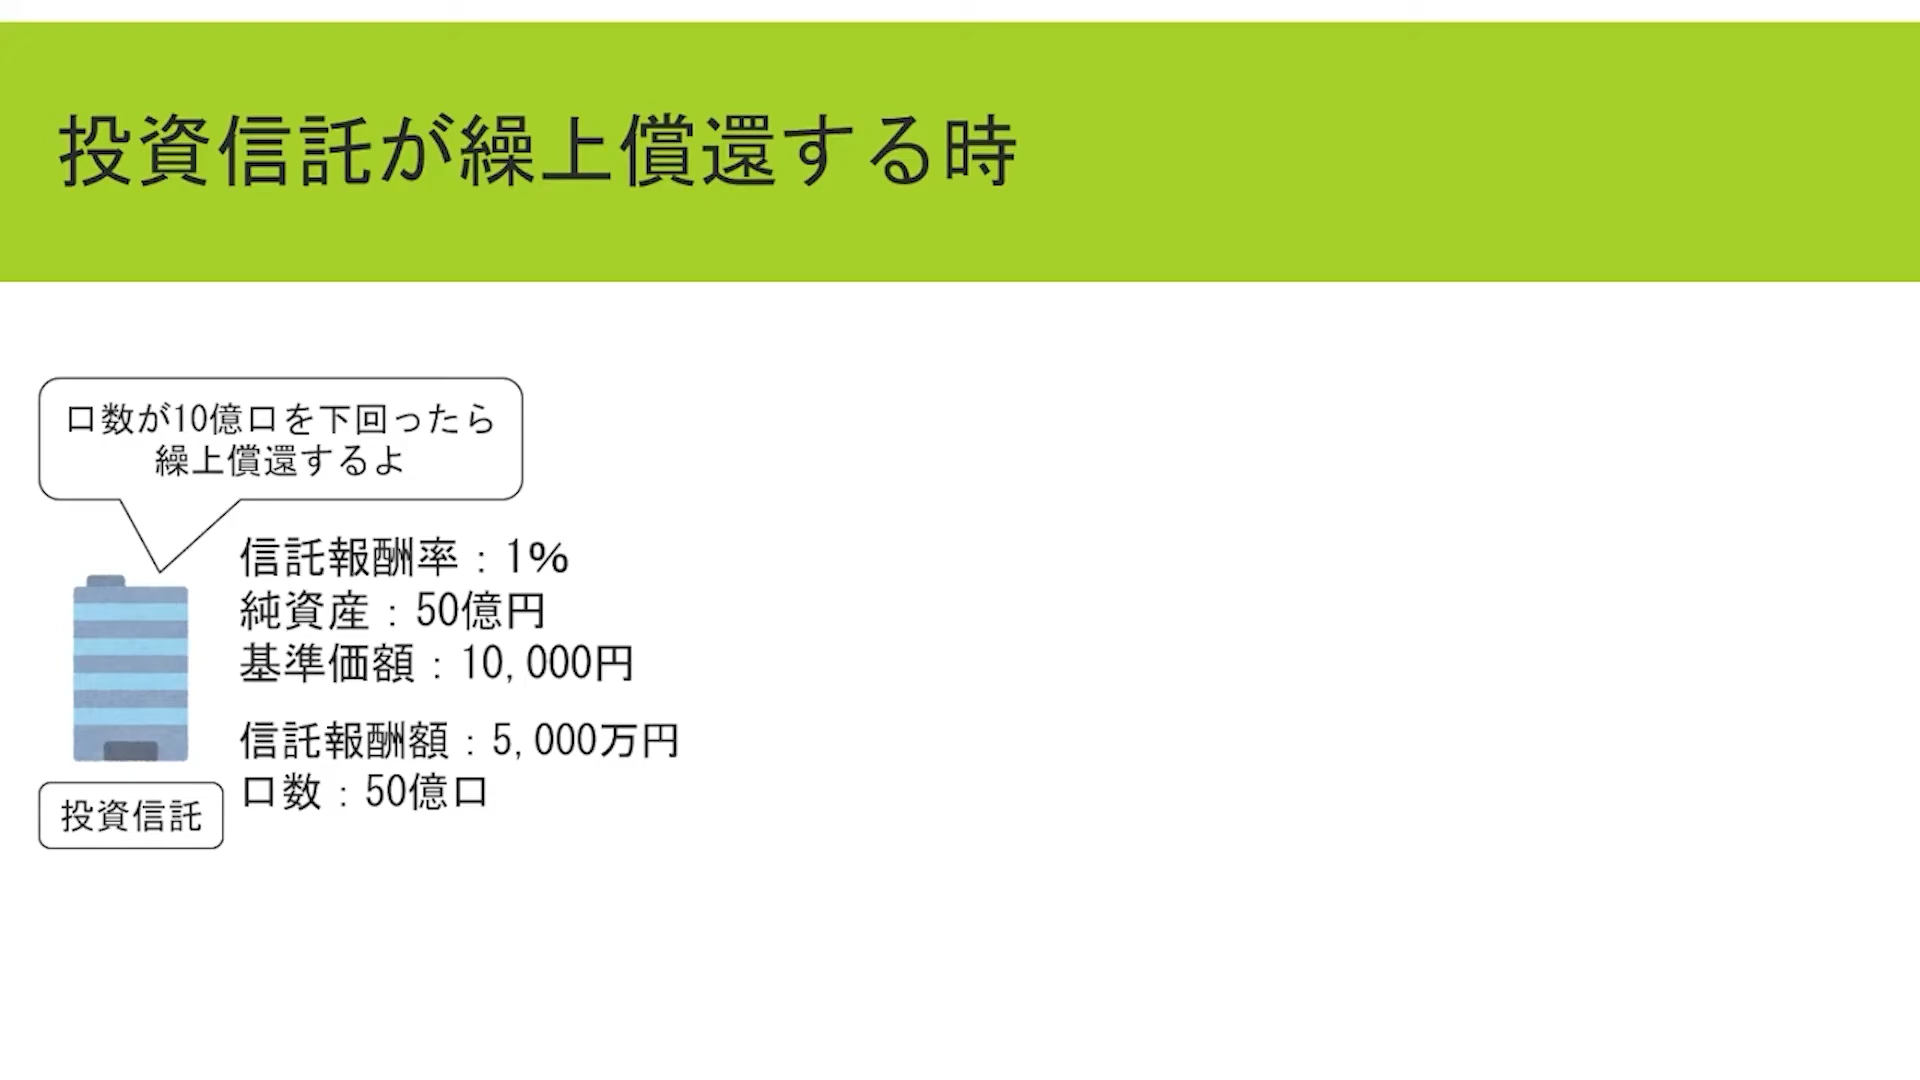 投資信託が繰上償還する時
口数が10億口を下回ったら
繰上償還するよ
信託報酬率：1%
純資産：50億円
基準価額：10,000円
信託報酬額：5,000万円
口数：50億口
投資信託